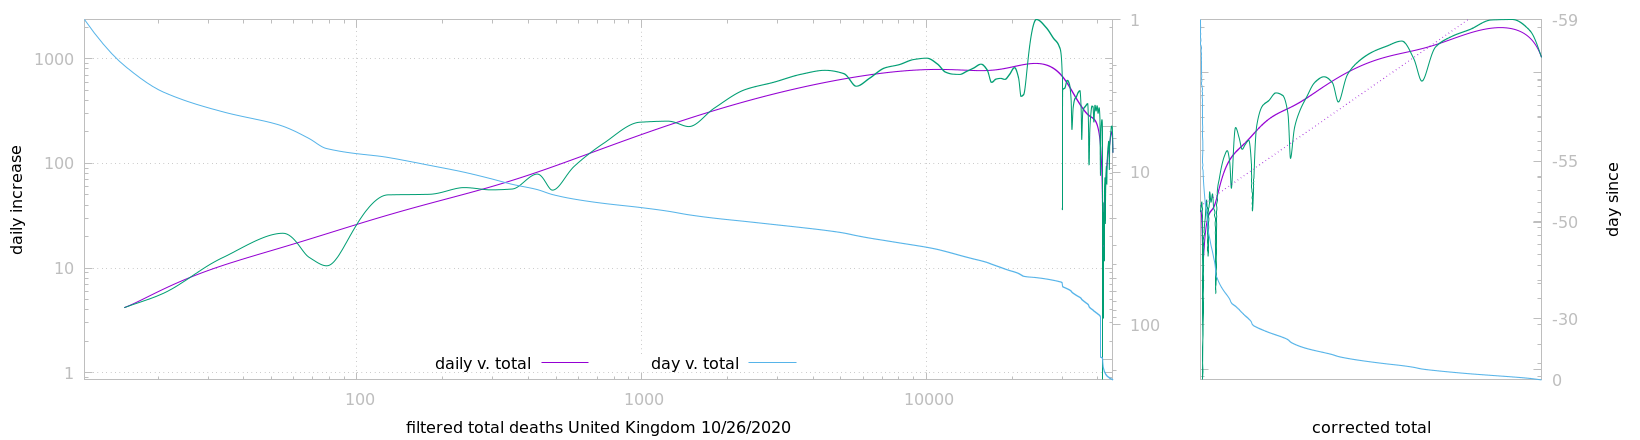 1000
100
10
1
daily increase
daily v. total
day v. total
100
1000
10000
filtered total deaths United Kingdom 10/26/2020
1
10
100
-59
-55
-50
-30
0
day since
corrected total